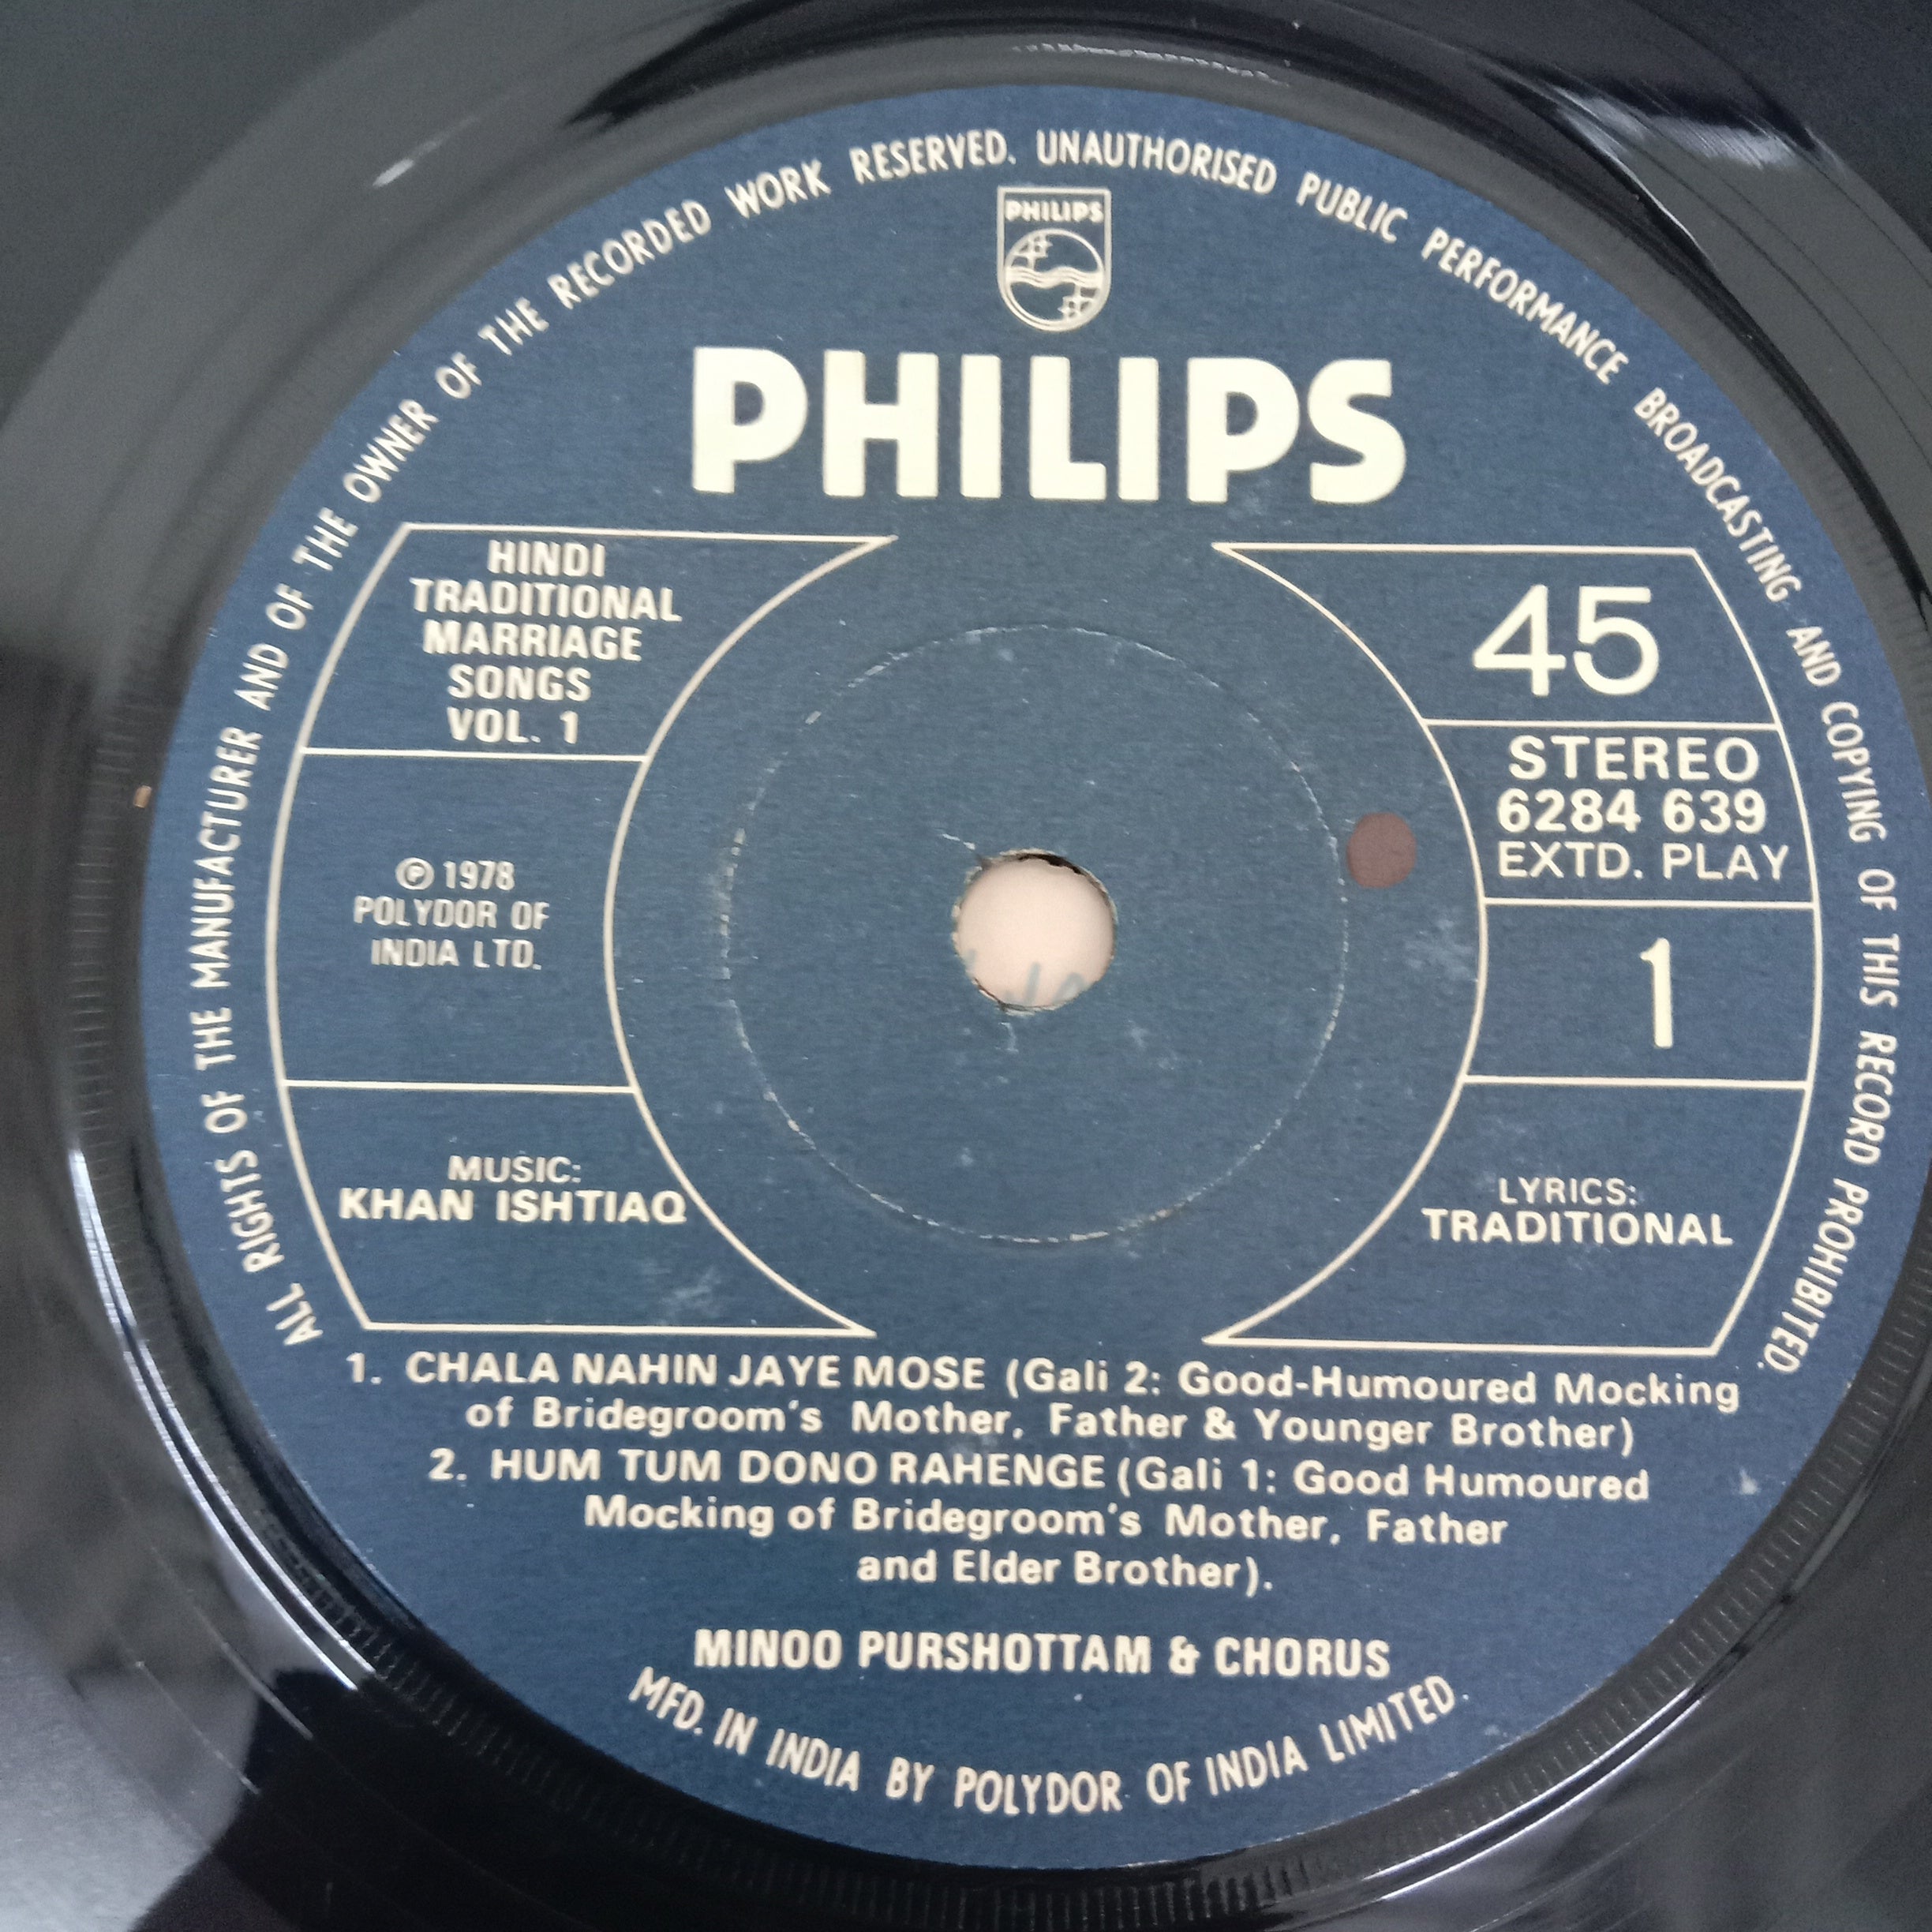 ALL RIGHTS OF THE MANUFACTURER AND OF THE OWNER OF THE RECORDED WORK RESERVED. UNAUTHORISED PUBLIC PERFORMANCE BROADCASTING AND COPYING OF THIS RECORD PROHIBITED.
PHILIPS
PHILIPS
HINDI
TRADITIONAL
MARRIAGE
SONGS
VOL. 1
℗ 1978
POLYDOR OF
INDIA LTD.
MUSIC:
KHAN ISHTIAQ
45
STEREO
6284 639
EXTD. PLAY
1
LYRICS:
TRADITIONAL
1. CHALA NAHIN JAYE MOSE (Gali 2: Good-Humoured Mocking
of Bridegroom's Mother, Father & Younger Brother)
2. HUM TUM DONO RAHENGE (Gali 1: Good Humoured
Mocking of Bridegroom's Mother, Father
and Elder Brother).
MINOO PURSHOTTAM & CHORUS
MFD. IN INDIA BY POLYDOR OF INDIA LIMITED.